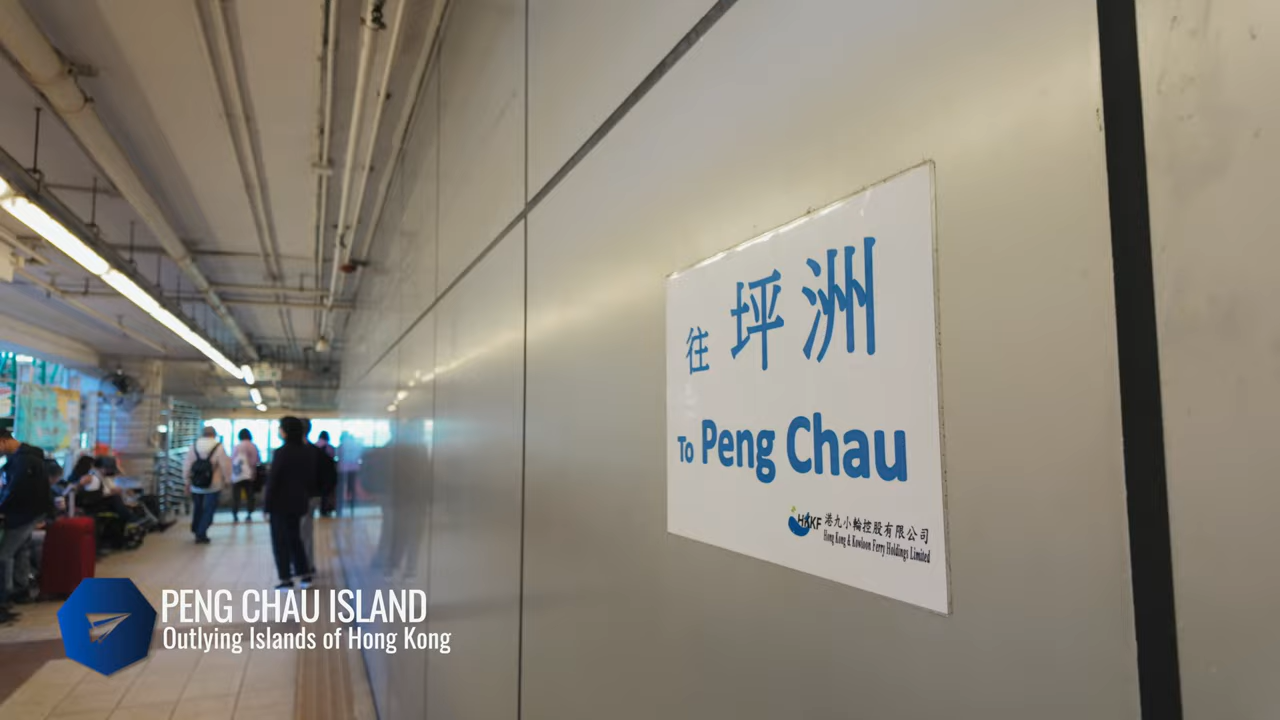 往 坪洲
To Peng Chau
HKKF 港九小輪控股有限公司
Hong Kong & Kowloon Ferry Holdings Limited
PENG CHAU ISLAND
Outlying Islands of Hong Kong